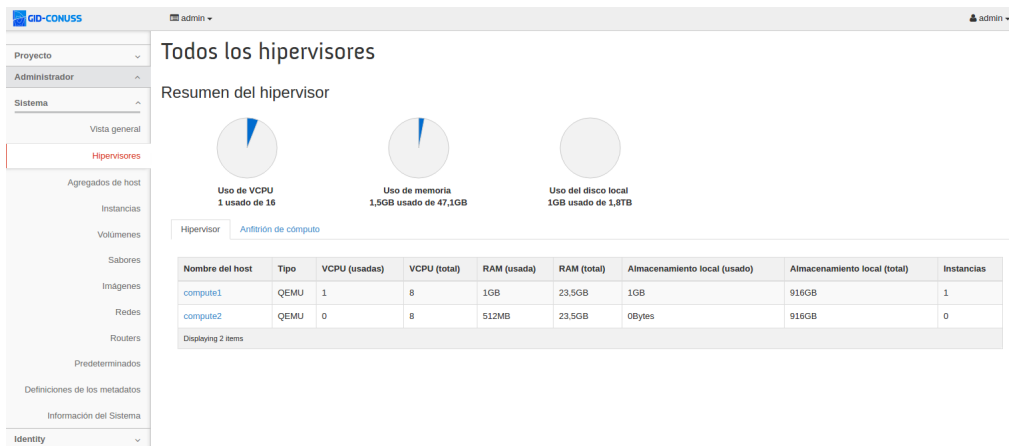 GID-CONUSS
admin
admin
Proyecto
Administrador
Sistema
Vista general
Hipervisores
Agregados de host
Instancias
Volúmenes
Sabores
Imágenes
Redes
Routers
Predeterminados
Definiciones de los metadatos
Información del Sistema
Identity
Todos los hipervisores
Resumen del hipervisor
Uso de VCPU
1 usado de 16
Uso de memoria
1,5GB usado de 47,1GB
Uso del disco local
1GB usado de 1,8TB
Hipervisor Anfitrión de cómputo
Nombre del host Tipo VCPU (usadas) VCPU (total) RAM (usada) RAM (total) Almacenamiento local (usado) Almacenamiento local (total) Instancias
compute1 QEMU 1 8 1GB 23,5GB 1GB 916GB 1
compute2 QEMU 0 8 512MB 23,5GB 0Bytes 916GB 0
Displaying 2 items